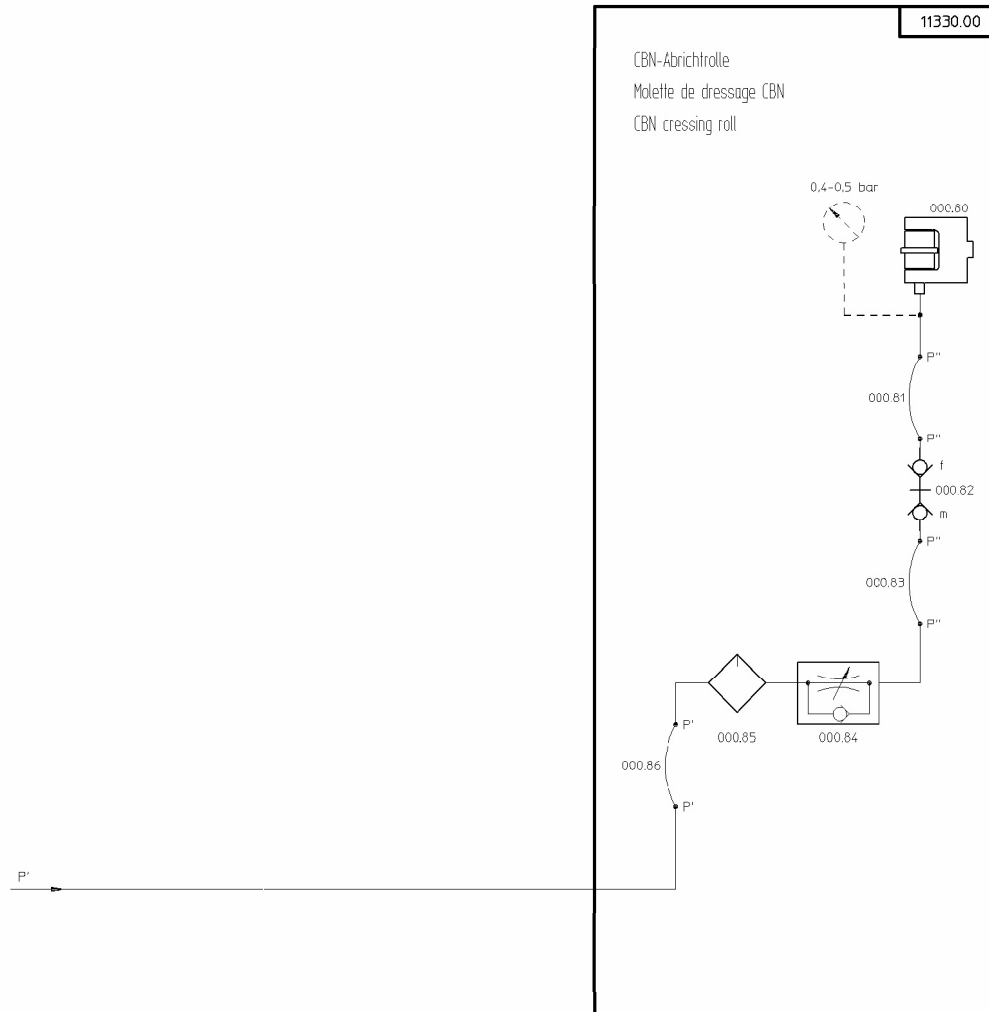 11330.00
CBN-Abrichtrolle
Molette de dressage CBN
CBN cressing roll
0,4-0,5 bar
000.80
P''
000.81
P''
f
000.82
m
P''
000.83
P''
P'
000.85
000.84
000.86
P'
P'